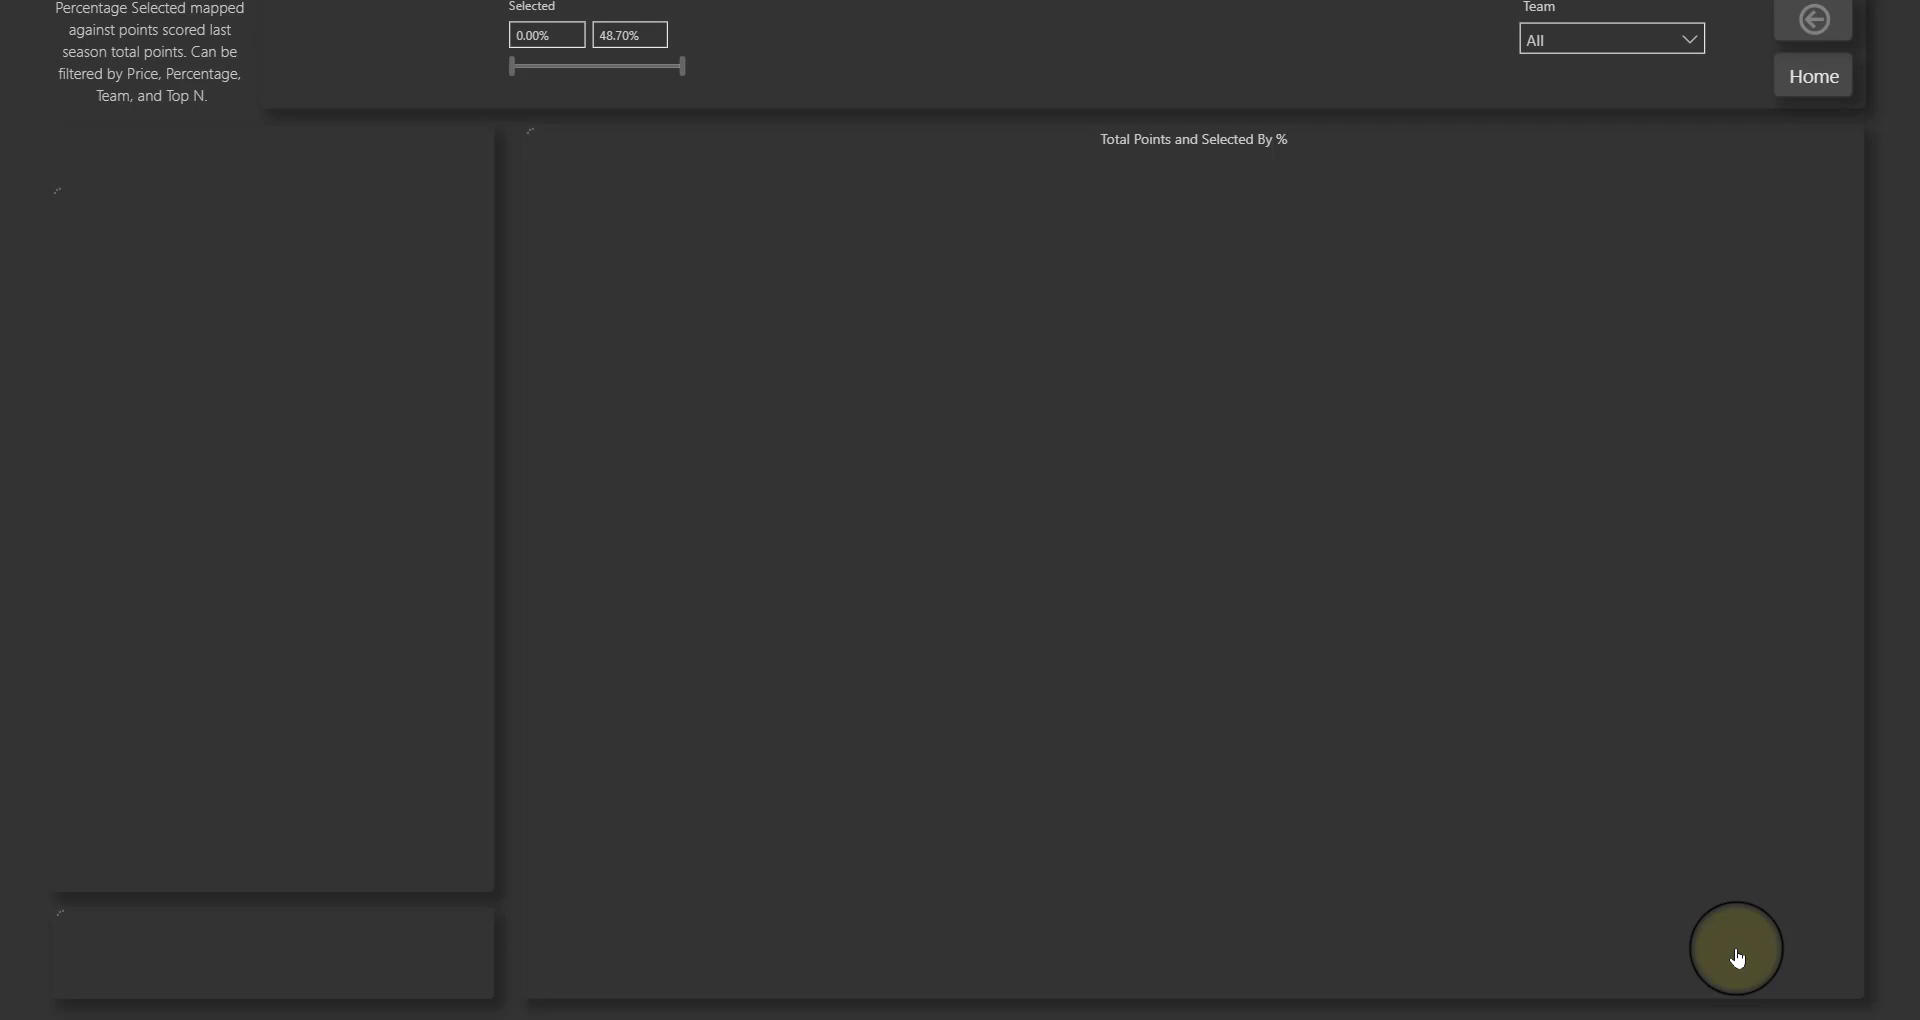 Percentage Selected mapped
against points scored last
season total points. Can be
filtered by Price, Percentage,
Team, and Top N.
Selected
0.00%
48.70%
Team
All
Home
Total Points and Selected By %